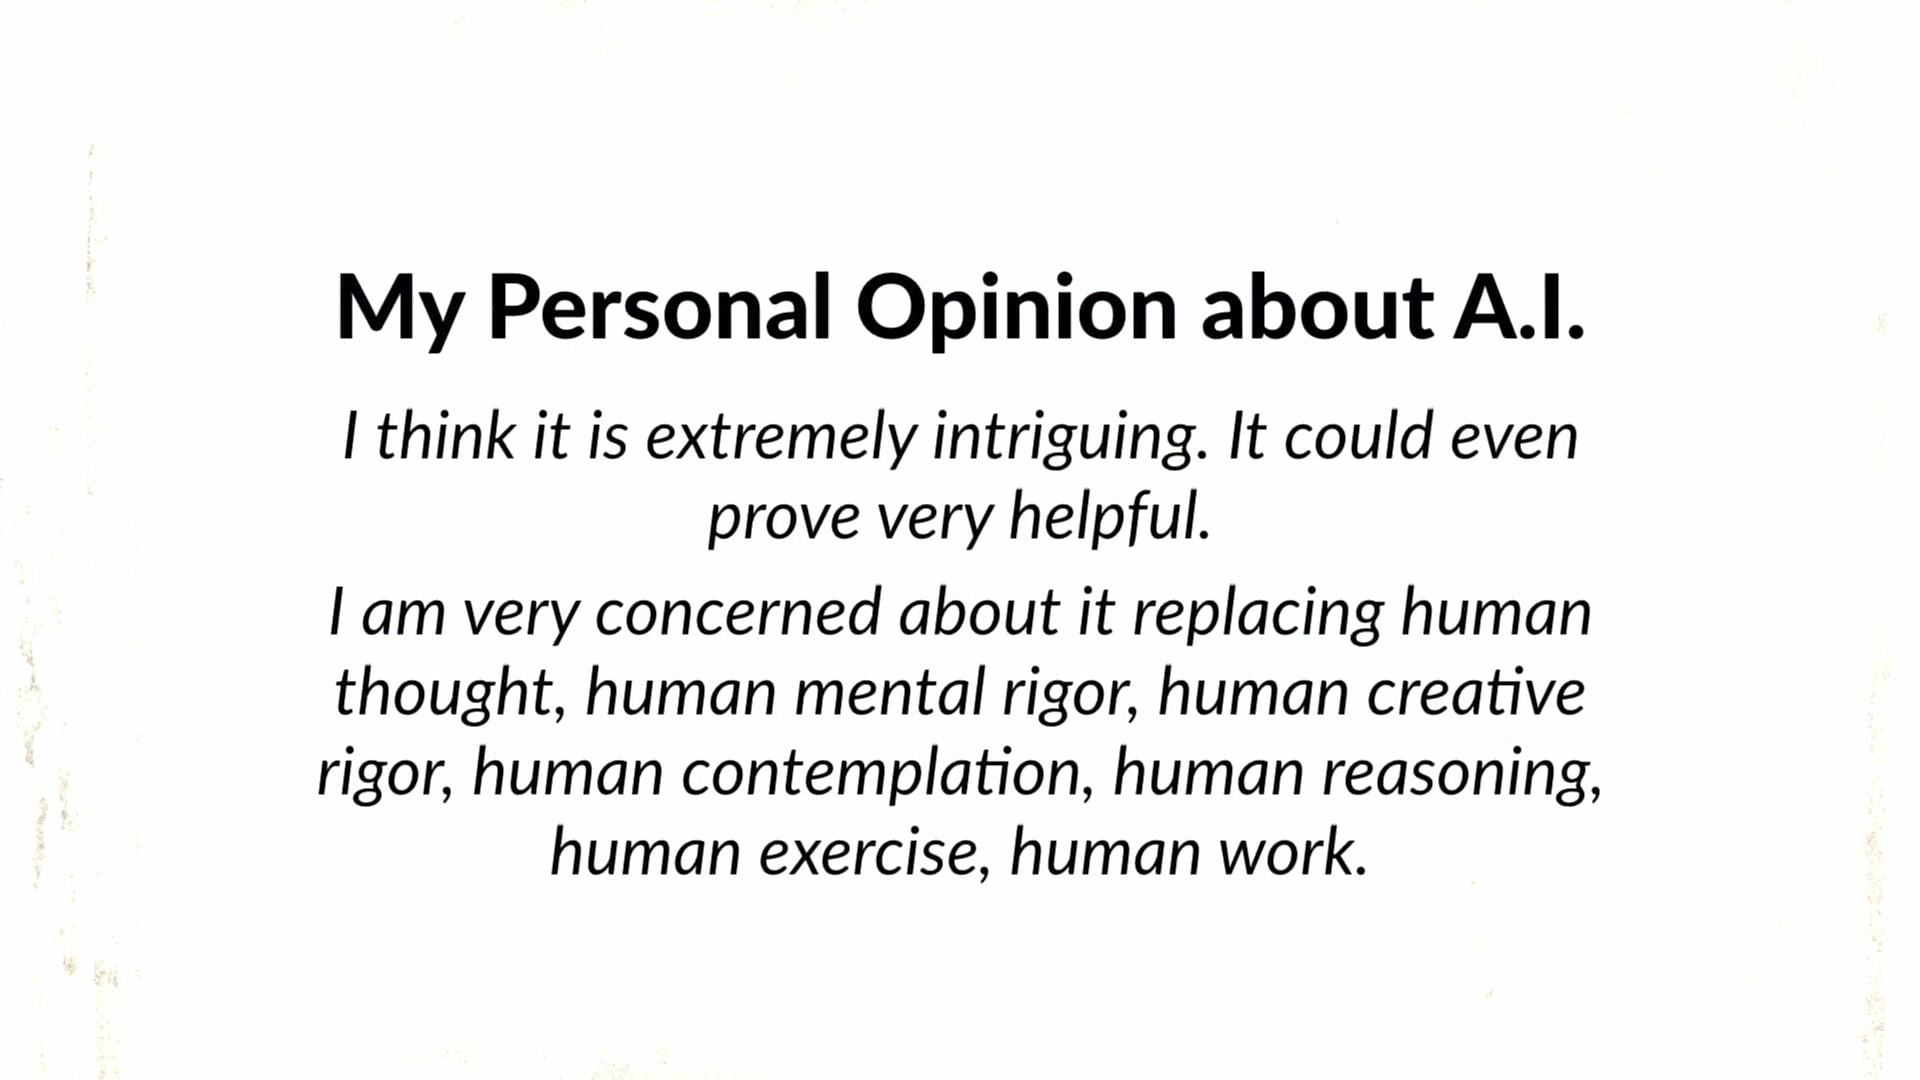 My Personal Opinion about A.I.
I think it is extremely intriguing. It could even
prove very helpful.
I am very concerned about it replacing human
thought, human mental rigor, human creative
rigor, human contemplation, human reasoning,
human exercise, human work.